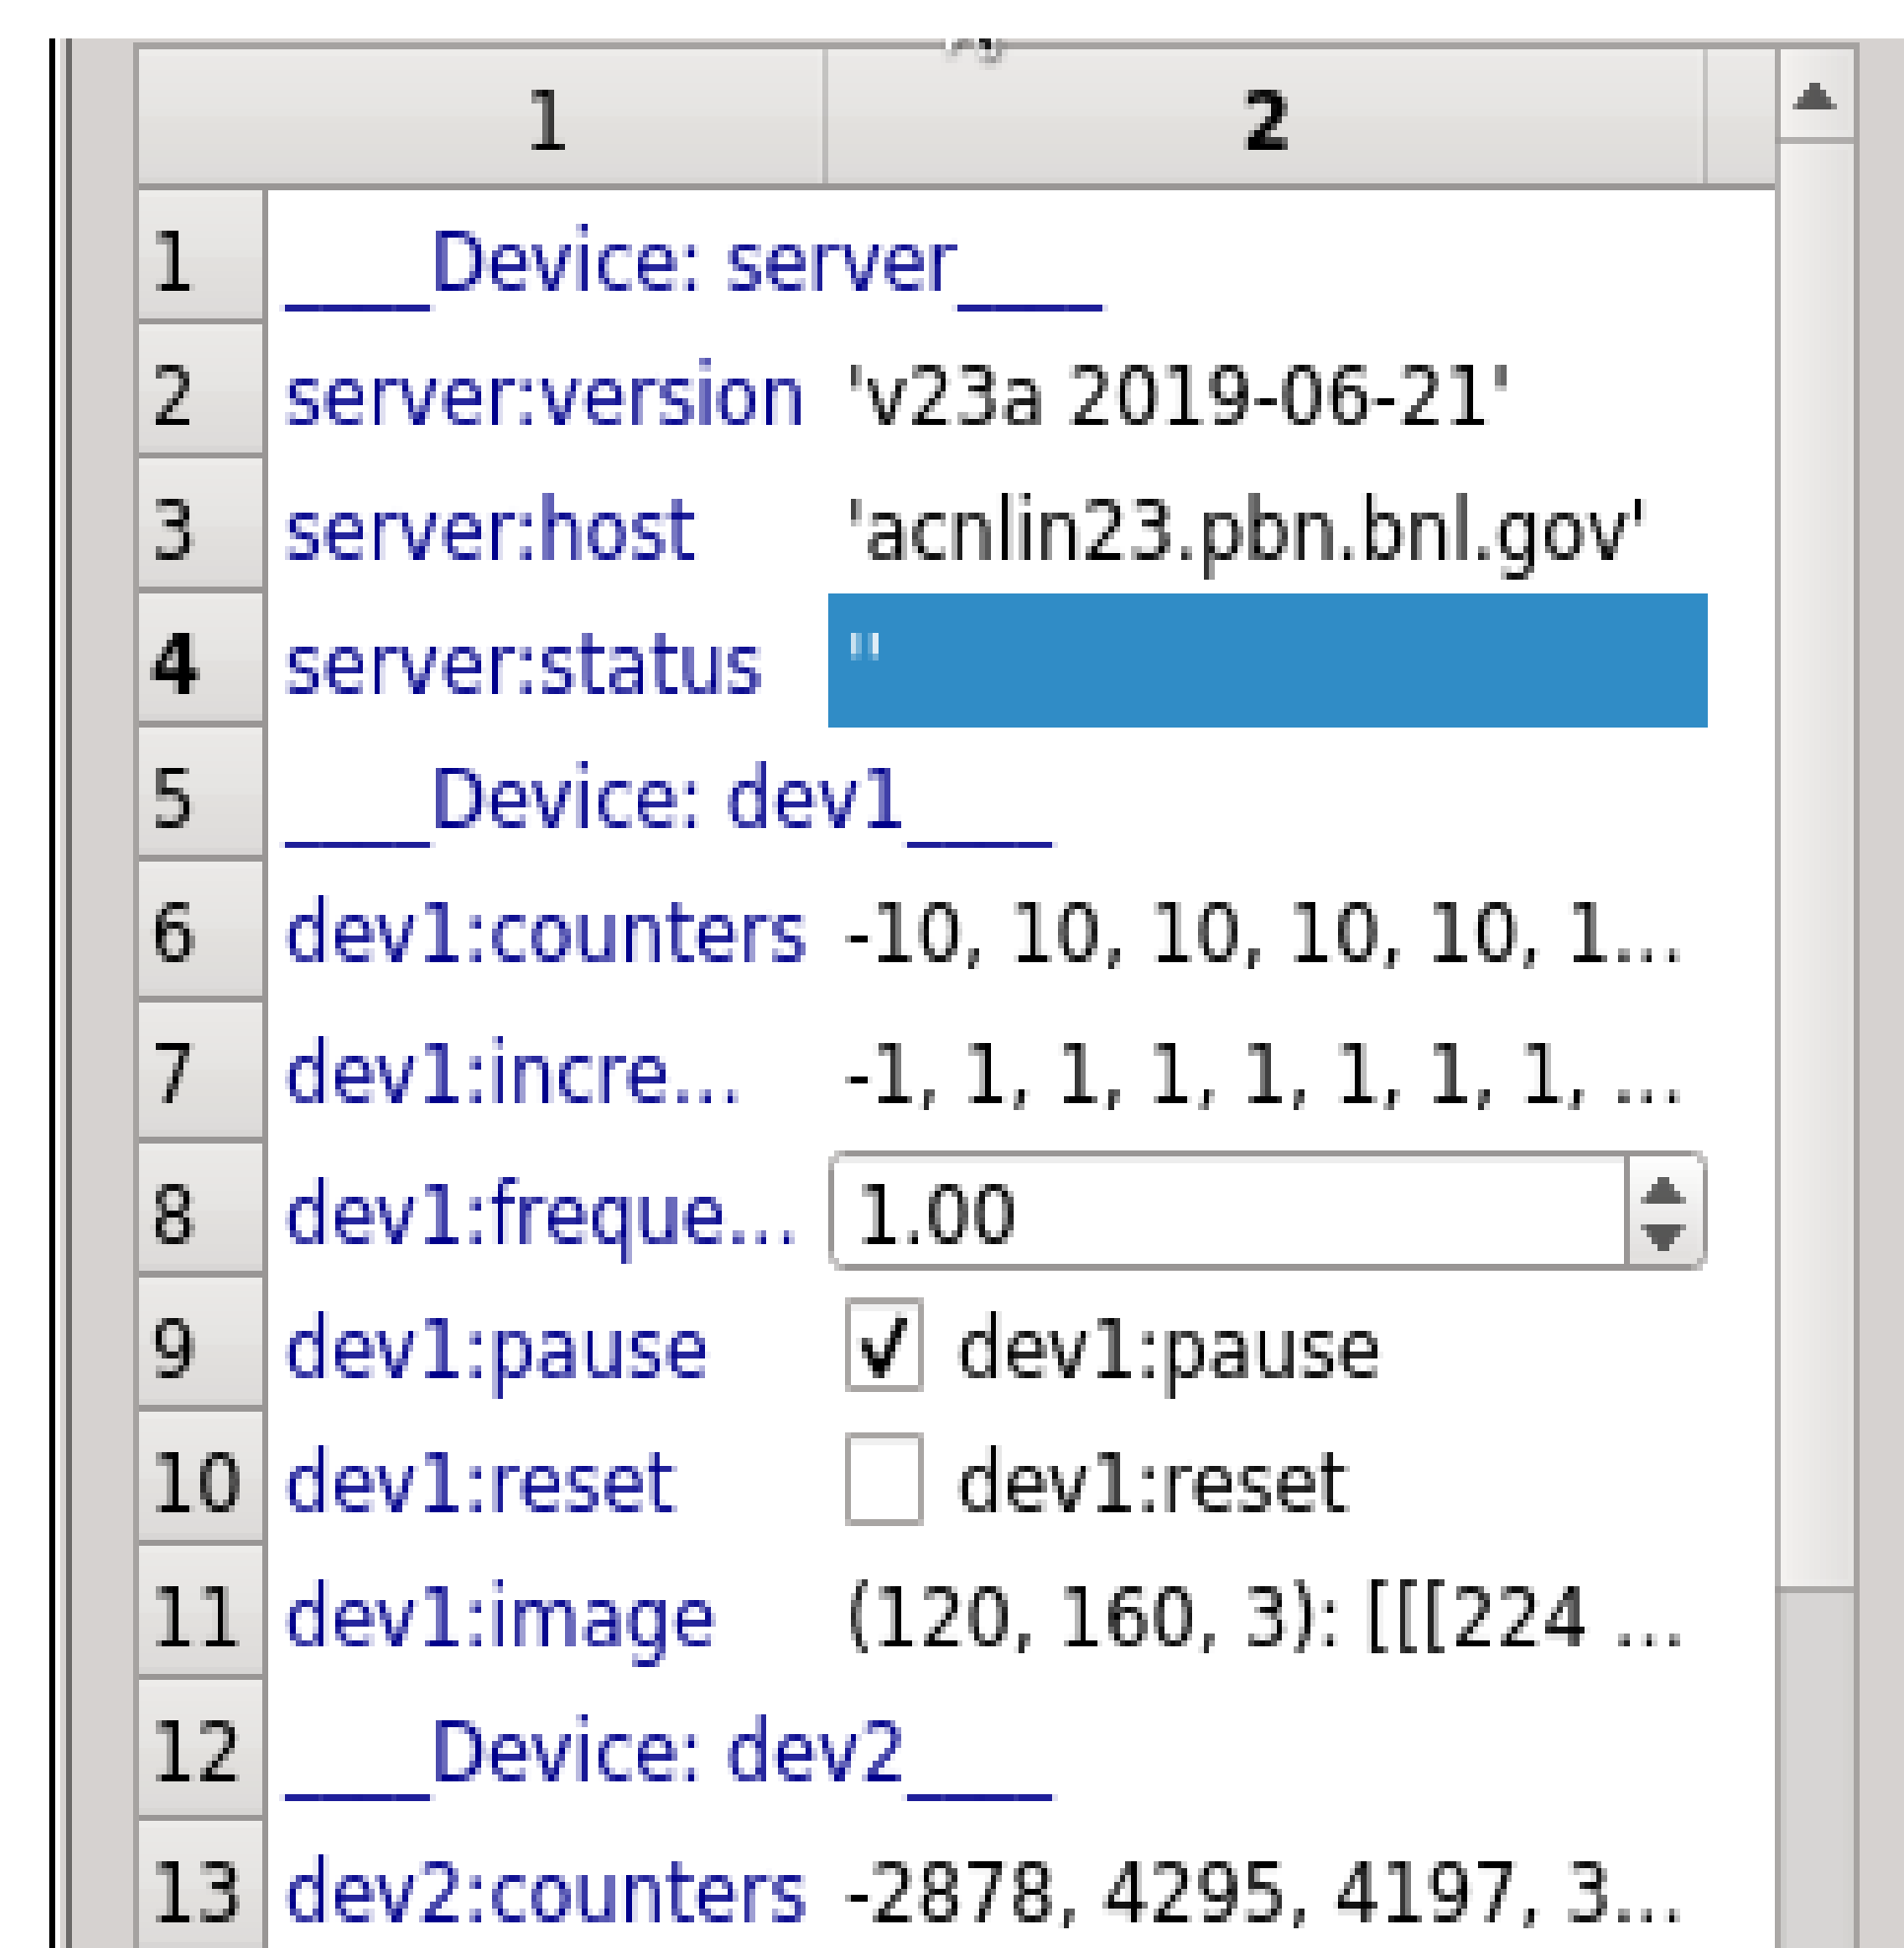 1 2
1 ____Device: server____
2 server:version 'v23a 2019-06-21'
3 server:host 'acnlin23.pbn.bnl.gov'
4 server:status ''
5 ____Device: dev1____
6 dev1:counters -10, 10, 10, 10, 10, 1...
7 dev1:incre... -1, 1, 1, 1, 1, 1, 1, 1, ...
8 dev1:freque... 1.00
9 dev1:pause dev1:pause
10 dev1:reset dev1:reset
11 dev1:image (120, 160, 3): [[[224 ...
12 ____Device: dev2____
13 dev2:counters -2878, 4295, 4197, 3...